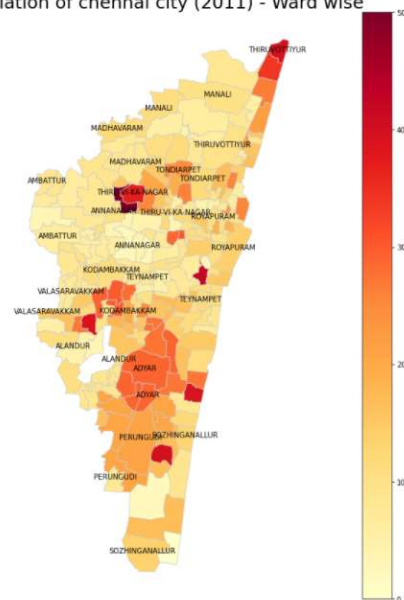 lation of chennai city (2011) - Ward wise
50
THIRUVOTTIYUR
MANALI
MANALI
40
MADHAVARAM
THIRUVOTTIYUR
MADHAVARAM
TONDIARPET
TONDIARPET
AMBATTUR
THIRU-VI-KA-NAGAR
ANNANAGAR
THIRU-VI-KA-NAGAR
ROYAPURAM
AMBATTUR
30
ANNANAGAR
ROYAPURAM
KODAMBAKKAM
TEYNAMPET
VALASARAVAKKAM
TEYNAMPET
VALASARAVAKKAM
KODAMBAKKAM
ALANDUR
ALANDUR
20
ADYAR
ADYAR
PERUNGUDI
SOZHINGANALLUR
PERUNGUDI
10
SOZHINGANALLUR
0